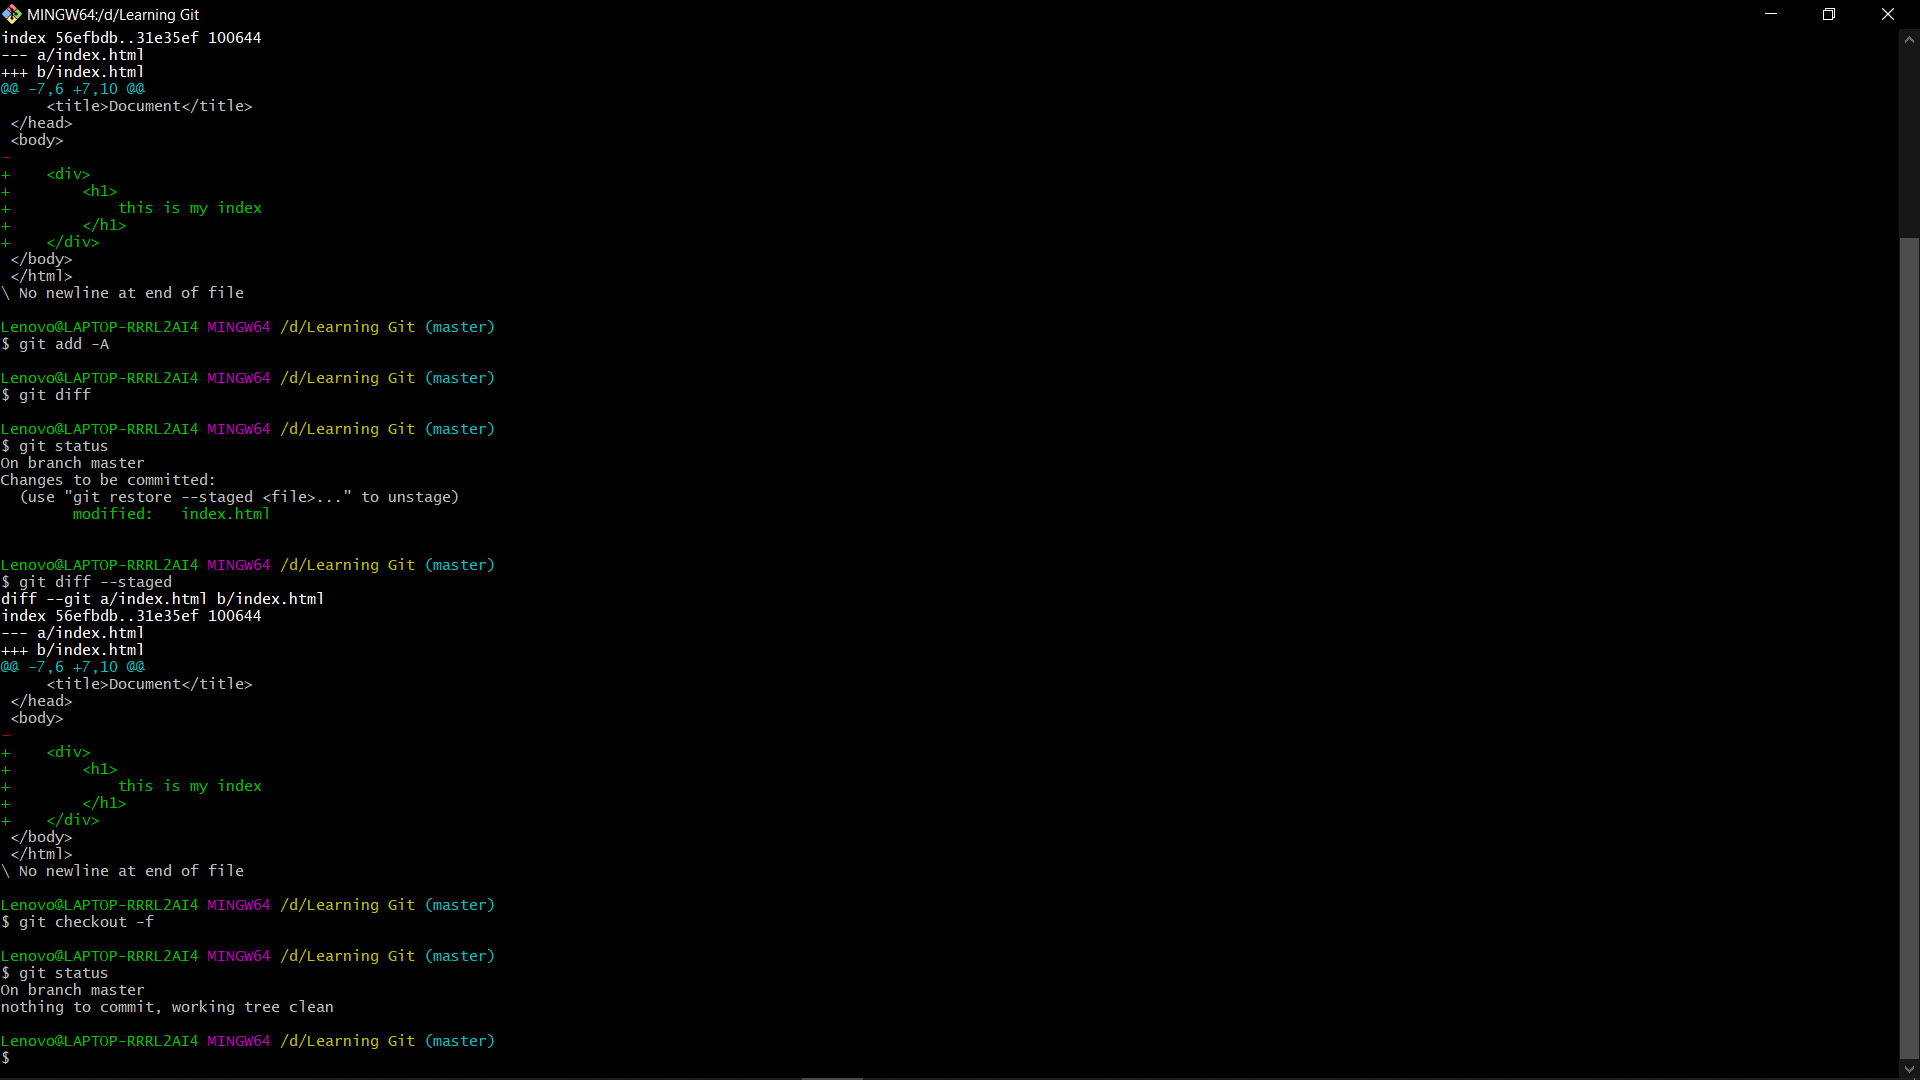 MINGW64:/d/Learning Git
index 56efbdb..31e35ef 100644
--- a/index.html
+++ b/index.html
@@ -7,6 +7,10 @@
     <title>Document</title>
 </head>
 <body>
-
+    <div>
+        <h1>
+            this is my index
+        </h1>
+    </div>
 </body>
 </html>
\ No newline at end of file
Lenovo@LAPTOP-RRRL2AI4 MINGW64 /d/Learning Git (master)
$ git add -A
Lenovo@LAPTOP-RRRL2AI4 MINGW64 /d/Learning Git (master)
$ git diff
Lenovo@LAPTOP-RRRL2AI4 MINGW64 /d/Learning Git (master)
$ git status
On branch master
Changes to be committed:
  (use "git restore --staged <file>..." to unstage)
        modified:   index.html
Lenovo@LAPTOP-RRRL2AI4 MINGW64 /d/Learning Git (master)
$ git diff --staged
diff --git a/index.html b/index.html
index 56efbdb..31e35ef 100644
--- a/index.html
+++ b/index.html
@@ -7,6 +7,10 @@
     <title>Document</title>
 </head>
 <body>
-
+    <div>
+        <h1>
+            this is my index
+        </h1>
+    </div>
 </body>
 </html>
\ No newline at end of file
Lenovo@LAPTOP-RRRL2AI4 MINGW64 /d/Learning Git (master)
$ git checkout -f
Lenovo@LAPTOP-RRRL2AI4 MINGW64 /d/Learning Git (master)
$ git status
On branch master
nothing to commit, working tree clean
Lenovo@LAPTOP-RRRL2AI4 MINGW64 /d/Learning Git (master)
$